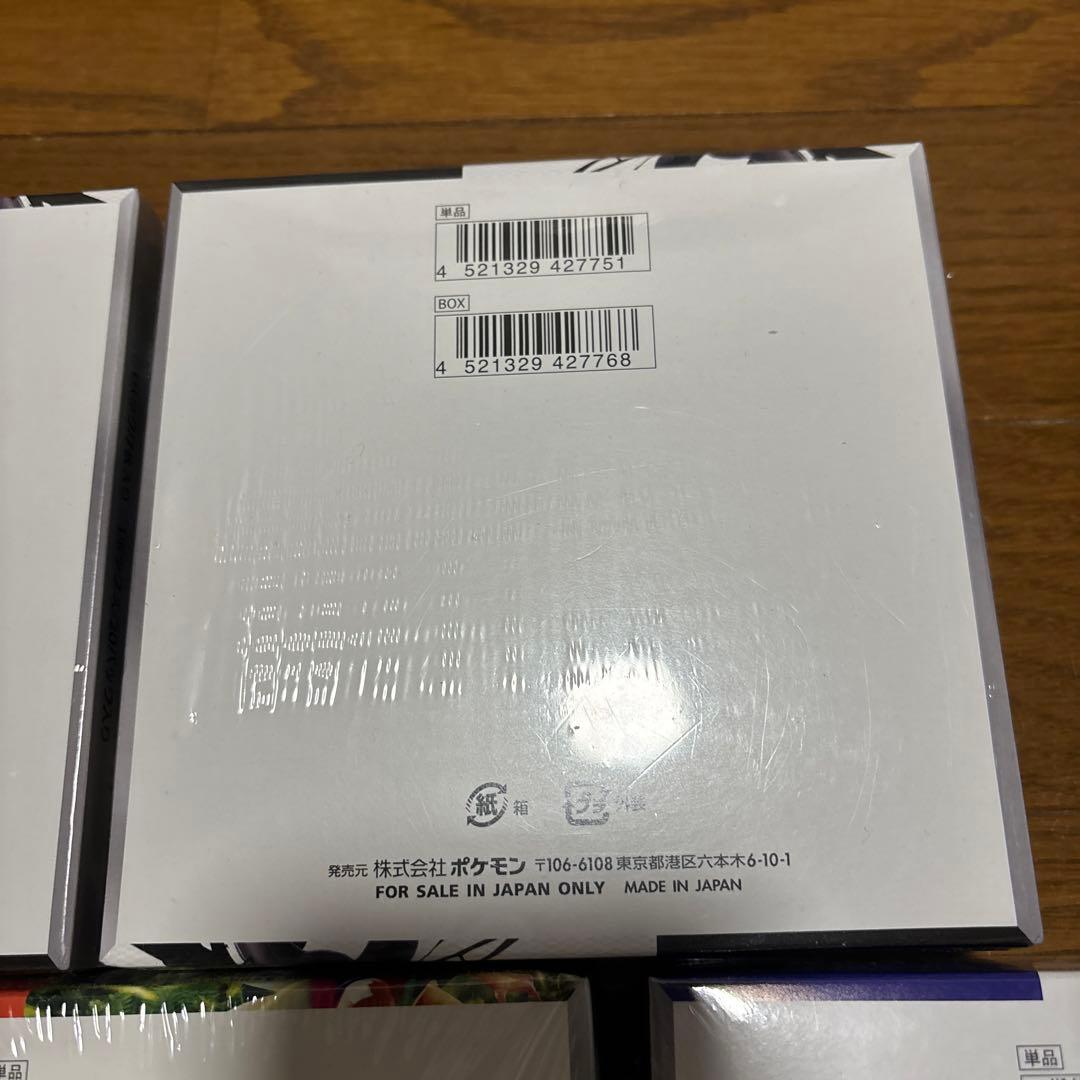 単品
4 521329 427751
BOX
4 521329 427768
紙 箱
プラ 外装
発売元 株式会社 ポケモン 〒106-6108 東京都港区六本木6-10-1
FOR SALE IN JAPAN ONLY MADE IN JAPAN
単品
単品